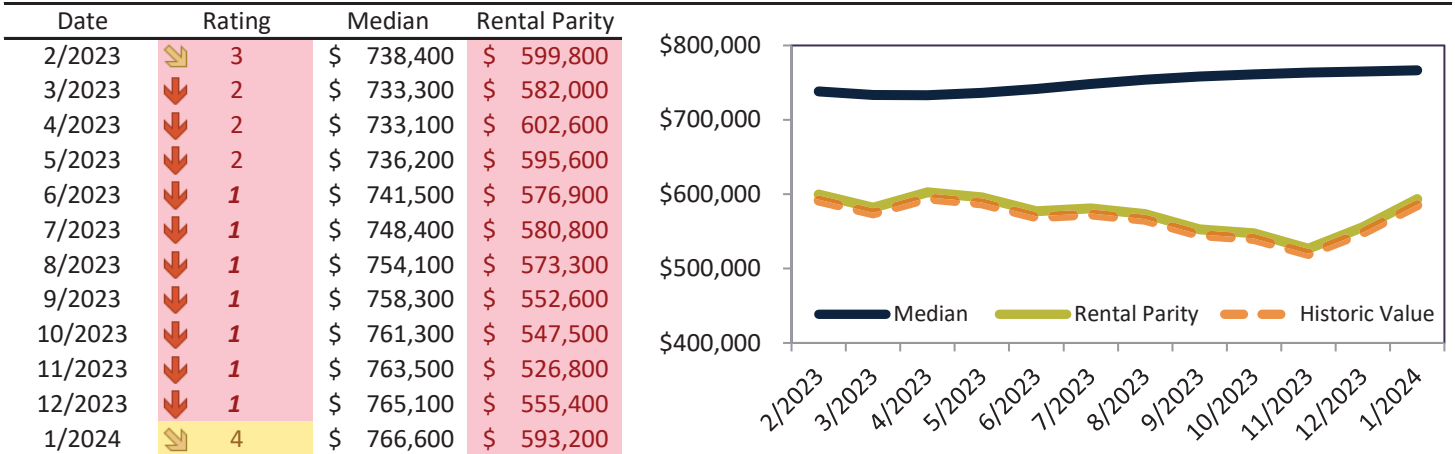 Date Rating Median Rental Parity
2/2023 3 $ 738,400 $ 599,800
3/2023 2 $ 733,300 $ 582,000
4/2023 2 $ 733,100 $ 602,600
5/2023 2 $ 736,200 $ 595,600
6/2023 1 $ 741,500 $ 576,900
7/2023 1 $ 748,400 $ 580,800
8/2023 1 $ 754,100 $ 573,300
9/2023 1 $ 758,300 $ 552,600
10/2023 1 $ 761,300 $ 547,500
11/2023 1 $ 763,500 $ 526,800
12/2023 1 $ 765,100 $ 555,400
1/2024 4 $ 766,600 $ 593,200
$800,000
$700,000
$600,000
$500,000
$400,000
Median Rental Parity Historic Value
2/2023 3/2023 4/2023 5/2023 6/2023 7/2023 8/2023 9/2023 10/2023 11/2023 12/2023 1/2024